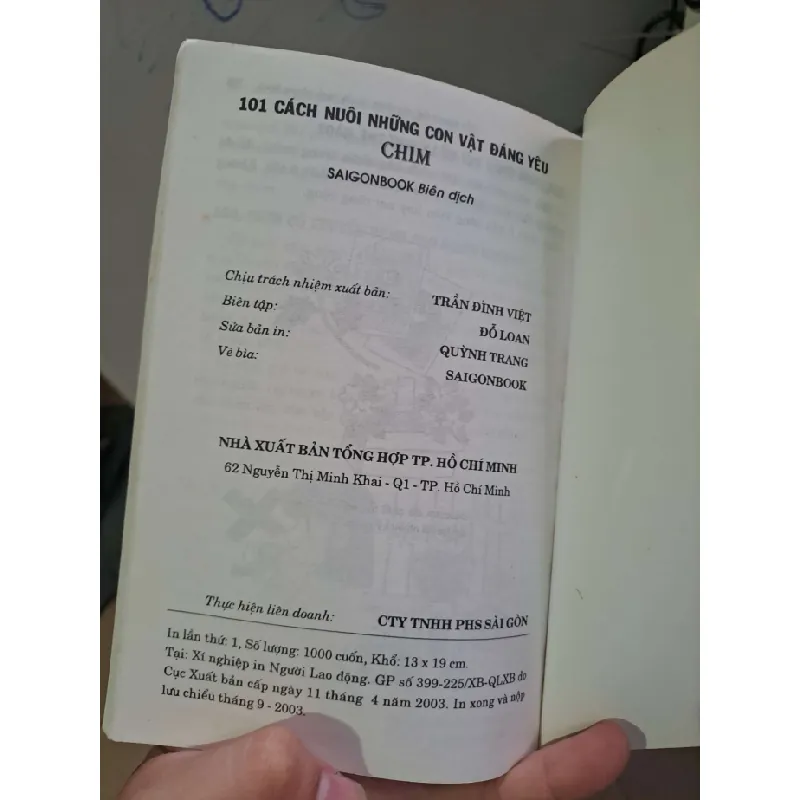 101 CÁCH NUÔI NHỮNG CON VẬT ĐÁNG YÊU
CHIM
SAIGONBOOK Biên dịch
Chịu trách nhiệm xuất bản: TRẦN ĐÌNH VIỆT
Biên tập: ĐỖ LOAN
Sửa bản in: QUỲNH TRANG
Vẽ bìa: SAIGONBOOK
NHÀ XUẤT BẢN TỔNG HỢP TP. HỒ CHÍ MINH
62 Nguyễn Thị Minh Khai - Q1 - TP. Hồ Chí Minh
Thực hiện liên doanh: CTY TNHH PHS SÀI GÒN
In lần thứ 1, Số lượng: 1000 cuốn, Khổ: 13 x 19 cm.
Tại: Xí nghiệp in Người Lao động. GP số 399-225/XB-QLXB do
Cục Xuất bản cấp ngày 11 tháng 4 năm 2003. In xong và nộp
lưu chiểu tháng 9 - 2003.